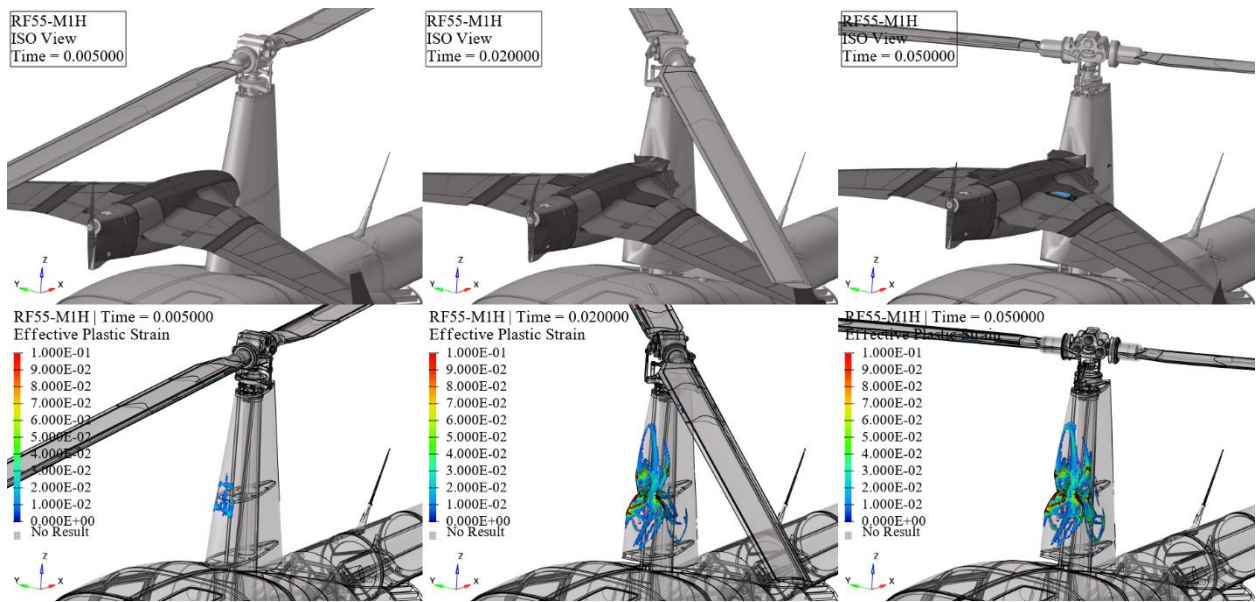 RF55-M1H
ISO View
Time = 0.005000
Z
Y
X
RF55-M1H
ISO View
Time = 0.020000
Z
Y
X
RF55-M1H
ISO View
Time = 0.050000
Z
Y
X
RF55-M1H | Time = 0.005000
Effective Plastic Strain
1.000E-01
9.000E-02
8.000E-02
7.000E-02
6.000E-02
5.000E-02
4.000E-02
3.000E-02
2.000E-02
1.000E-02
0.000E+00
No Result
Z
Y
X
RF55-M1H | Time = 0.020000
Effective Plastic Strain
1.000E-01
9.000E-02
8.000E-02
7.000E-02
6.000E-02
5.000E-02
4.000E-02
3.000E-02
2.000E-02
1.000E-02
0.000E+00
No Result
Z
Y
X
RF55-M1H | Time = 0.050000
Effective Plastic Strain
1.000E-01
9.000E-02
8.000E-02
7.000E-02
6.000E-02
5.000E-02
4.000E-02
3.000E-02
2.000E-02
1.000E-02
0.000E+00
No Result
Z
Y
X